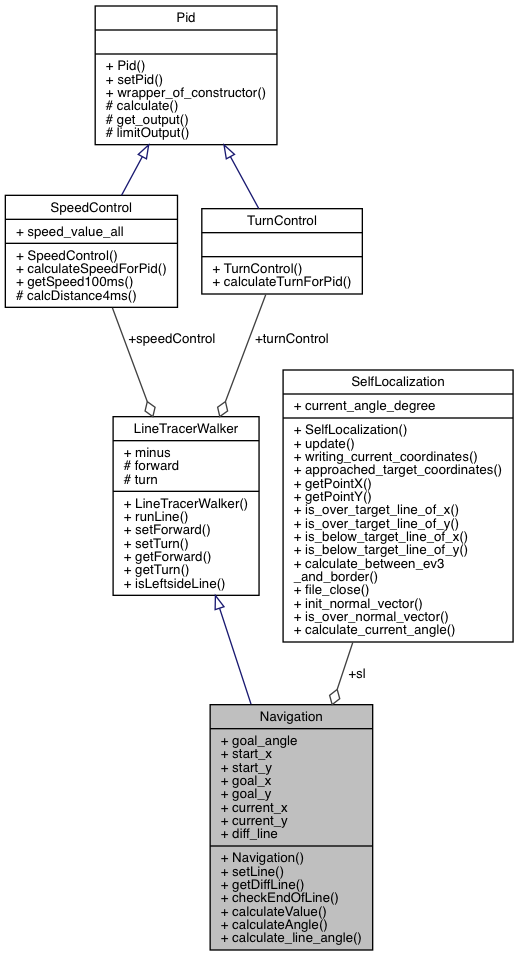 Pid
+ Pid()
+ setPid()
+ wrapper_of_constructor()
# calculate()
# get_output()
# limitOutput()
SpeedControl
+ speed_value_all
+ SpeedControl()
+ calculateSpeedForPid()
+ getSpeed100ms()
# calcDistance4ms()
TurnControl
+ TurnControl()
+ calculateTurnForPid()
+speedControl
+turnControl
LineTracerWalker
+ minus
# forward
# turn
+ LineTracerWalker()
+ runLine()
+ setForward()
+ setTurn()
+ getForward()
+ getTurn()
+ isLeftsideLine()
SelfLocalization
+ current_angle_degree
+ SelfLocalization()
+ update()
+ writing_current_coordinates()
+ approached_target_coordinates()
+ getPointX()
+ getPointY()
+ is_over_target_line_of_x()
+ is_over_target_line_of_y()
+ is_below_target_line_of_x()
+ is_below_target_line_of_y()
+ calculate_between_ev3
_and_border()
+ file_close()
+ init_normal_vector()
+ is_over_normal_vector()
+ calculate_current_angle()
+sl
Navigation
+ goal_angle
+ start_x
+ start_y
+ goal_x
+ goal_y
+ current_x
+ current_y
+ diff_line
+ Navigation()
+ setLine()
+ getDiffLine()
+ checkEndOfLine()
+ calculateValue()
+ calculateAngle()
+ calculate_line_angle()